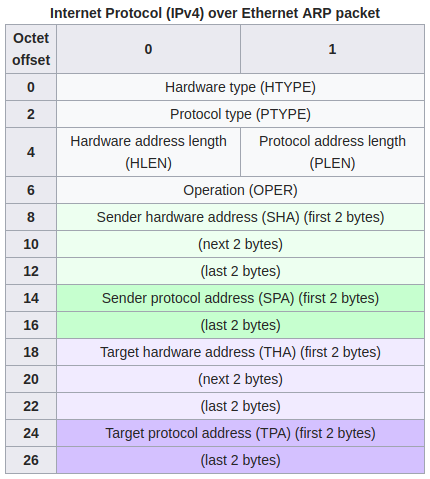 Internet Protocol (IPv4) over Ethernet ARP packet
Octet offset 0 1
0 Hardware type (HTYPE)
2 Protocol type (PTYPE)
4 Hardware address length (HLEN) Protocol address length (PLEN)
6 Operation (OPER)
8 Sender hardware address (SHA) (first 2 bytes)
10 (next 2 bytes)
12 (last 2 bytes)
14 Sender protocol address (SPA) (first 2 bytes)
16 (last 2 bytes)
18 Target hardware address (THA) (first 2 bytes)
20 (next 2 bytes)
22 (last 2 bytes)
24 Target protocol address (TPA) (first 2 bytes)
26 (last 2 bytes)